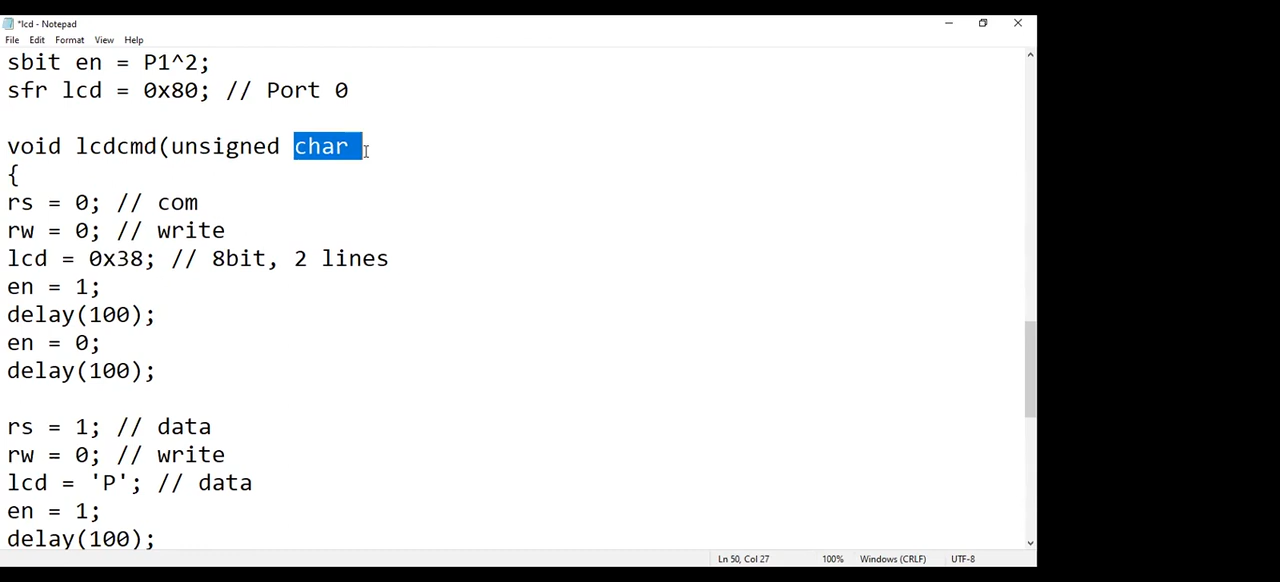 *lcd - Notepad
File Edit Format View Help
sbit en = P1^2;
sfr lcd = 0x80; // Port 0
void lcdcmd(unsigned char
{
rs = 0; // com
rw = 0; // write
lcd = 0x38; // 8bit, 2 lines
en = 1;
delay(100);
en = 0;
delay(100);
rs = 1; // data
rw = 0; // write
lcd = 'P'; // data
en = 1;
delay(100);
Ln 50, Col 27 100% Windows (CRLF) UTF-8